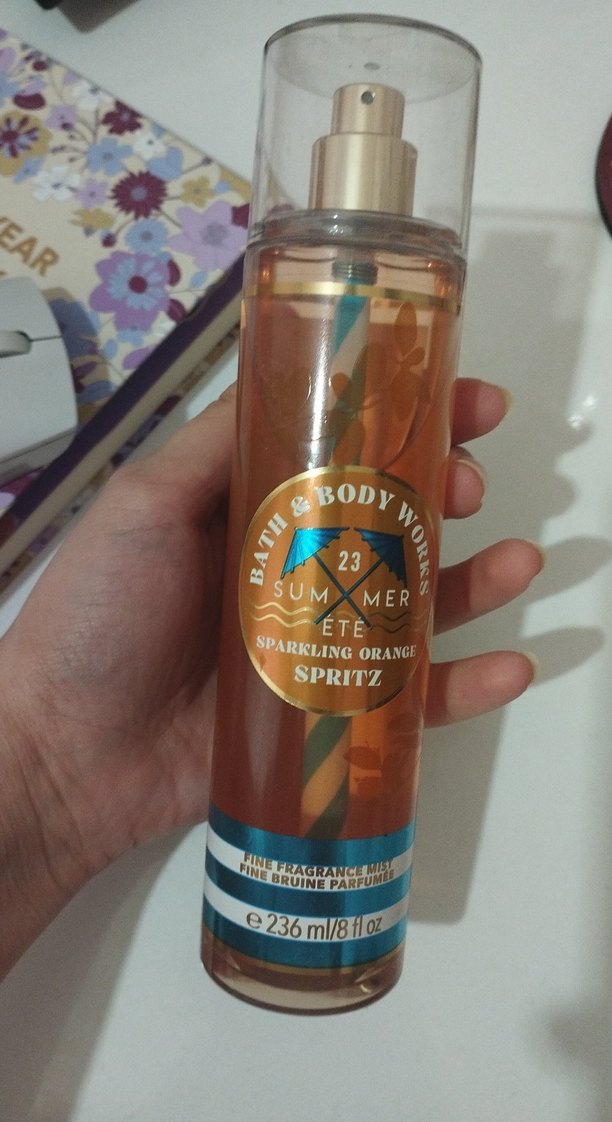 YEAR
BATH & BODY WORKS
23
SUMMER
ÉTÉ
SPARKLING ORANGE
SPRITZ
FINE FRAGRANCE MIST
FINE BRUINE PARFUMÉE
e 236 ml/8 fl oz